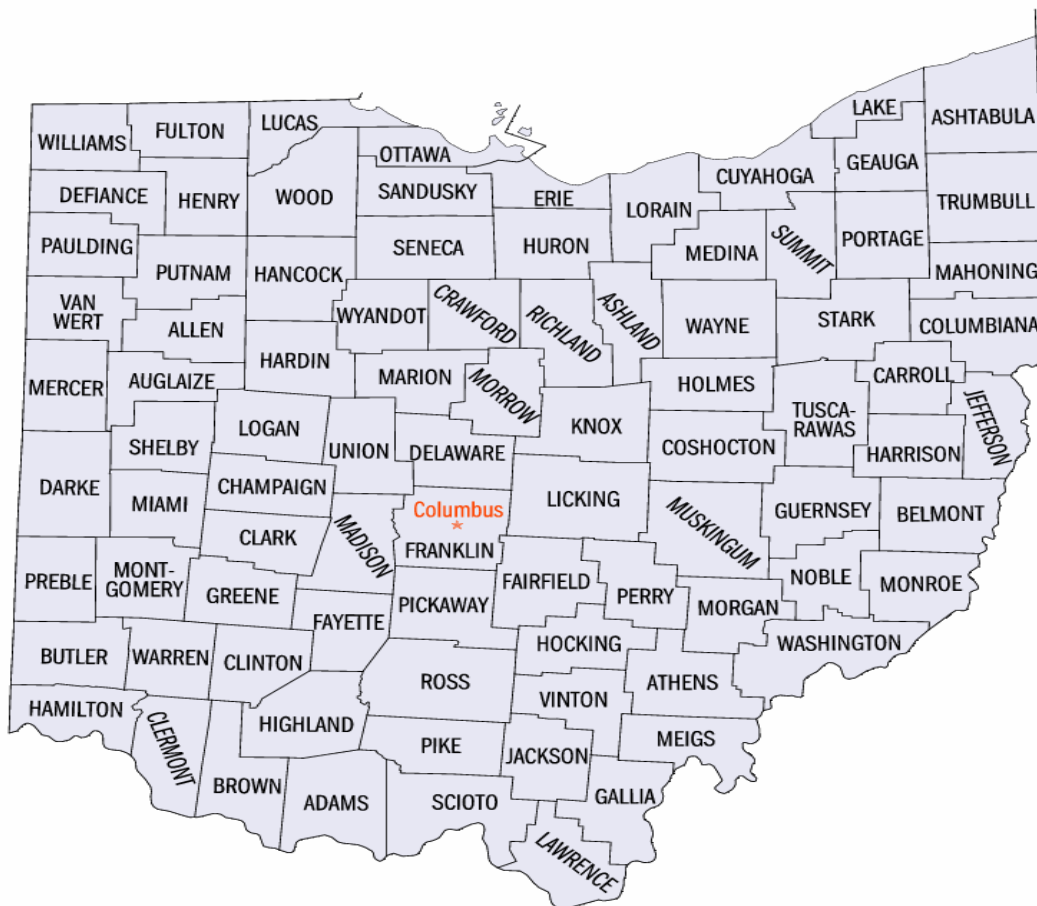 LAKE
ASHTABULA
LUCAS
FULTON
WILLIAMS
OTTAWA
GEAUGA
CUYAHOGA
DEFIANCE
HENRY
WOOD
SANDUSKY
ERIE
LORAIN
TRUMBULL
PAULDING
SENECA
HURON
MEDINA
SUMMIT
PORTAGE
PUTNAM
HANCOCK
MAHONING
VAN
WERT
ALLEN
WYANDOT
CRAWFORD
RICHLAND
ASHLAND
WAYNE
STARK
COLUMBIANA
HARDIN
MERCER
AUGLAIZE
MARION
MORROW
HOLMES
CARROLL
JEFFERSON
TUSCA-
RAWAS
LOGAN
KNOX
SHELBY
UNION
DELAWARE
COSHOCTON
HARRISON
DARKE
MIAMI
CHAMPAIGN
LICKING
Columbus
*
MUSKINGUM
GUERNSEY
BELMONT
CLARK
MADISON
FRANKLIN
PREBLE
MONT-
GOMERY
GREENE
FAIRFIELD
PERRY
NOBLE
MONROE
PICKAWAY
MORGAN
FAYETTE
HOCKING
WASHINGTON
BUTLER
WARREN
CLINTON
ROSS
ATHENS
VINTON
HAMILTON
CLERMONT
HIGHLAND
PIKE
JACKSON
MEIGS
BROWN
ADAMS
SCIOTO
GALLIA
LAWRENCE